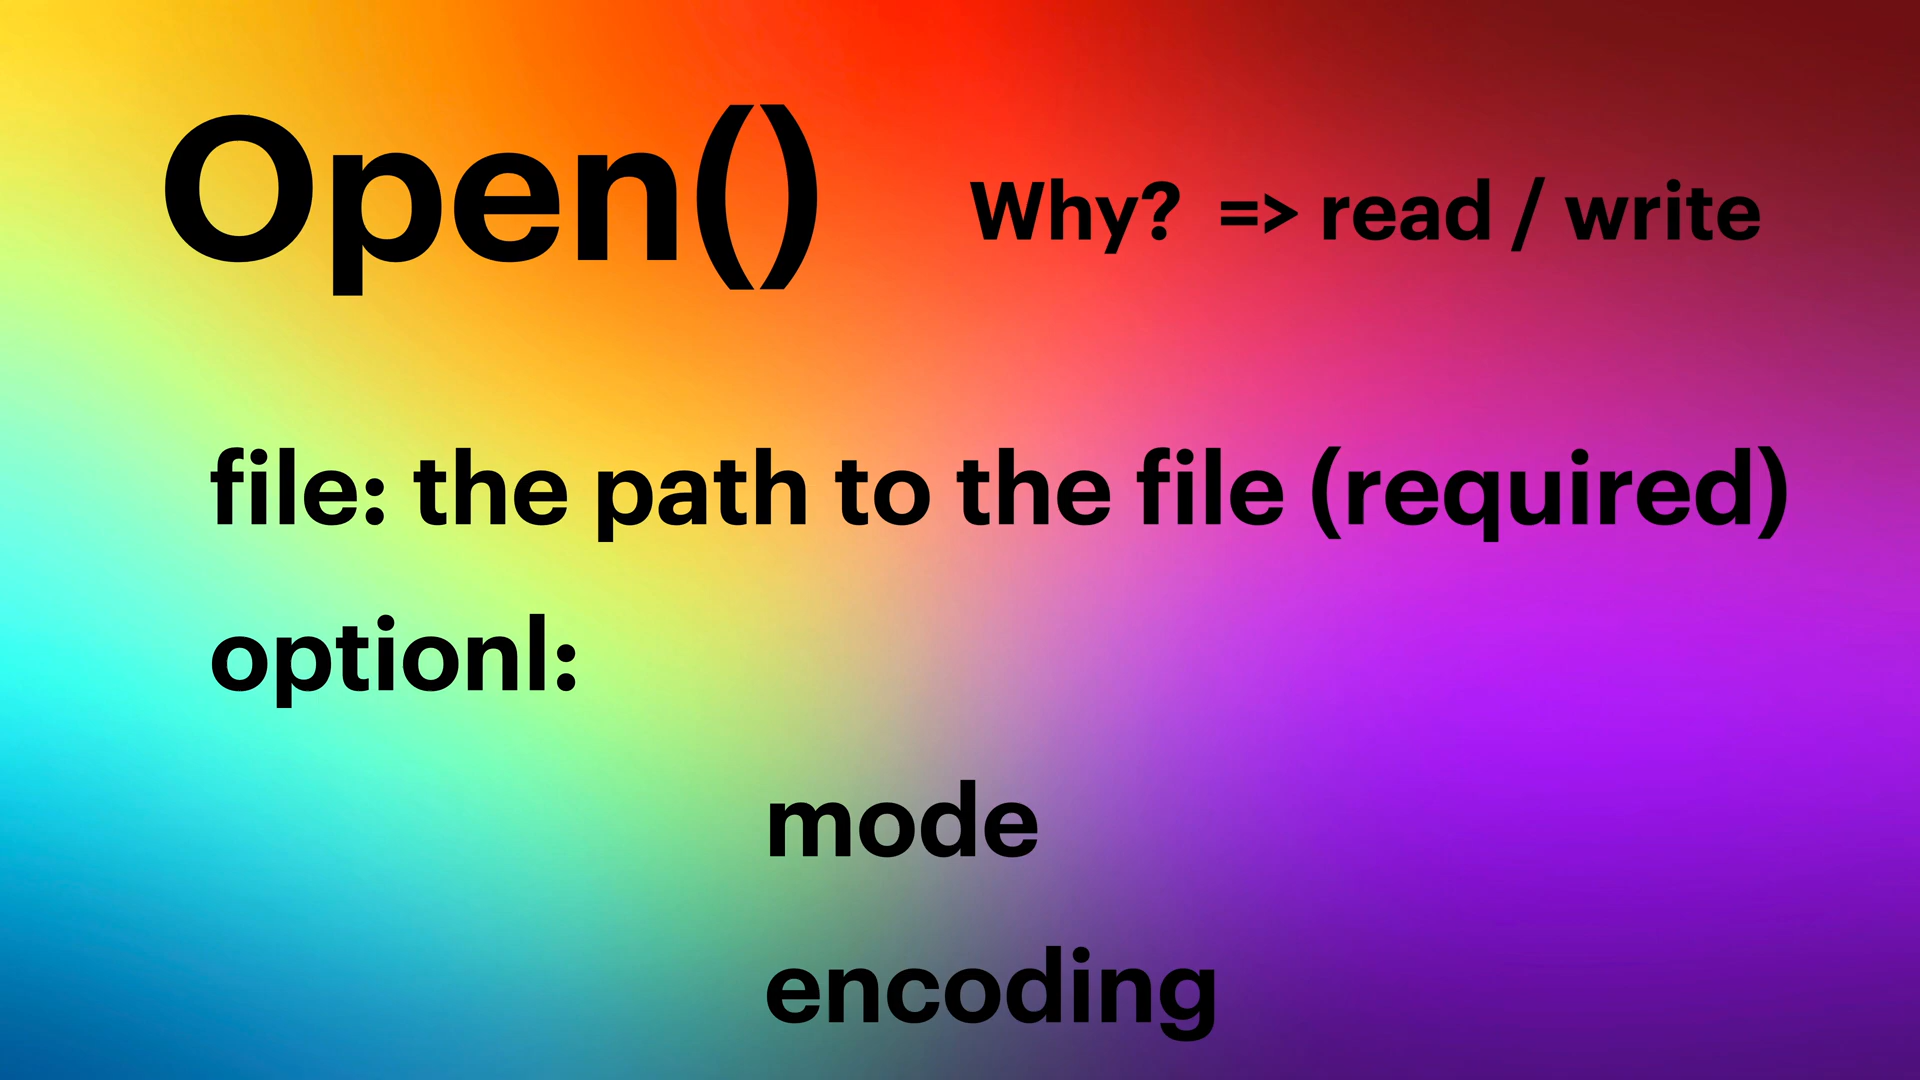 Open()
Why? => read / write
file: the path to the file (required)
optionl:
mode
encoding